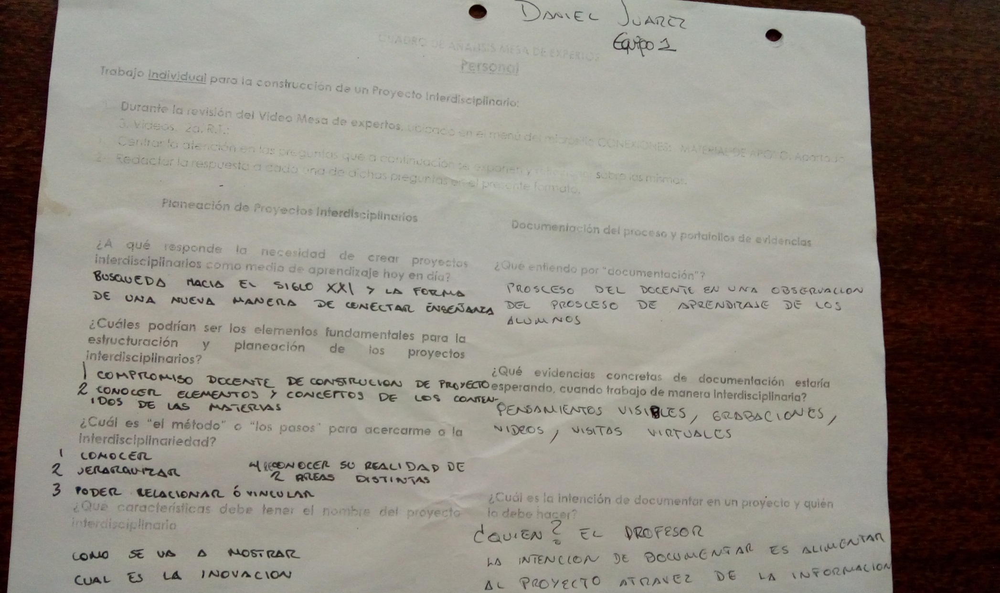 DANIEL JUAREZ
Equipo 1
CUADRO DE ANÁLISIS MESA DE EXPERTOS
Personal
Trabajo Individual para la construcción de un Proyecto Interdisciplinario:
Durante la revisión del Video Mesa de expertos, ubicado en el menú del micrositio CONEXIONES: MATERIAL DE APOYO. Apartado
3. Videos. 2a. R.T.:
1. Centrar la atención en las preguntas que a continuación se exponen y sobre las mismas.
2. Redactar la respuesta a cada una de dichas preguntas en el presente formato.
Planeación de Proyectos Interdisciplinarios
¿A qué responde la necesidad de crear proyectos
interdisciplinarios como medio de aprendizaje hoy en día?
BUSQUEDA HACIA EL SIGLO XXI Y LA FORMA
DE UNA NUEVA MANERA DE CONECTAR ENSEÑANZA
¿Cuáles podrían ser los elementos fundamentales para la
estructuración y planeación de los proyectos
interdisciplinarios?
1 COMPROMISO DOCENTE DE CONSTRUCION DE PROYECTO
2 CONOCER ELEMENTOS Y CONCEPTOS DE LOS CONTEN-
IDOS DE LAS MATERIAS
¿Cuál es "el método" o "los pasos" para acercarme a la
interdisciplinariedad?
1 CONOCER
2 JERARQUIZAR
3 PODER RELACIONAR Ó VINCULAR
4 RECONOCER SU REALIDAD DE
2 AREAS DISTINTAS
¿Que características debe tener el nombre del proyecto
interdisciplinario
COMO SE VA A MOSTRAR
CUAL ES LA INOVACION
Documentación del proceso y portafolios de evidencias
¿Qué entiendo por "documentación"?
PROSCESO DEL DOCENTE EN UNA OBSERVACION
DEL PROSCESO DE APRENDIZAJE DE LOS
ALUMNOS
¿Qué evidencias concretas de documentación estaría
esperando, cuando trabajo de manera interdisciplinaria?
PENSAMIENTOS VISIBLES, GRABACIONES,
VIDEOS, VISITAS VIRTUALES
¿Cuál es la intención de documentar en un proyecto y quién
lo debe hacer?
¿QUIEN? EL PROFESOR
LA INTENCION DE DOCUMENTAR ES ALIMENTAR
AL PROYECTO ATRAVEZ DE LA INFORMACION